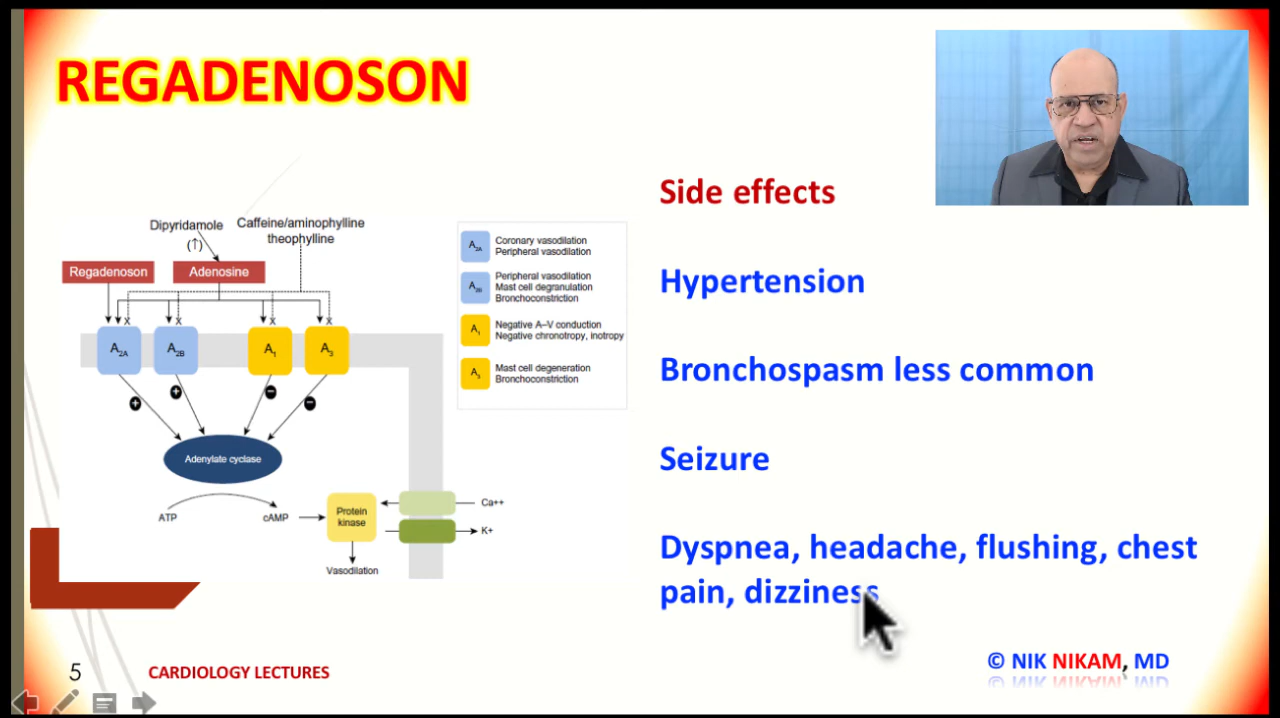 REGADENOSON
Dipyridamole
(↑)
Caffeine/aminophylline
theophylline
Regadenoson
Adenosine
x x x x
A2A
A2B
A1
A3
+
+
−
−
Adenylate cyclase
ATP
cAMP
Protein
kinase
Vasodilation
Ca++
K+
A2A
Coronary vasodilation
Peripheral vasodilation
A2B
Peripheral vasodilation
Mast cell degranulation
Bronchoconstriction
A1
Negative A–V conduction
Negative chronotropy, inotropy
A3
Mast cell degeneration
Bronchoconstriction
Side effects
Hypertension
Bronchospasm less common
Seizure
Dyspnea, headache, flushing, chest
pain, dizziness
5
CARDIOLOGY LECTURES
© NIK NIKAM, MD